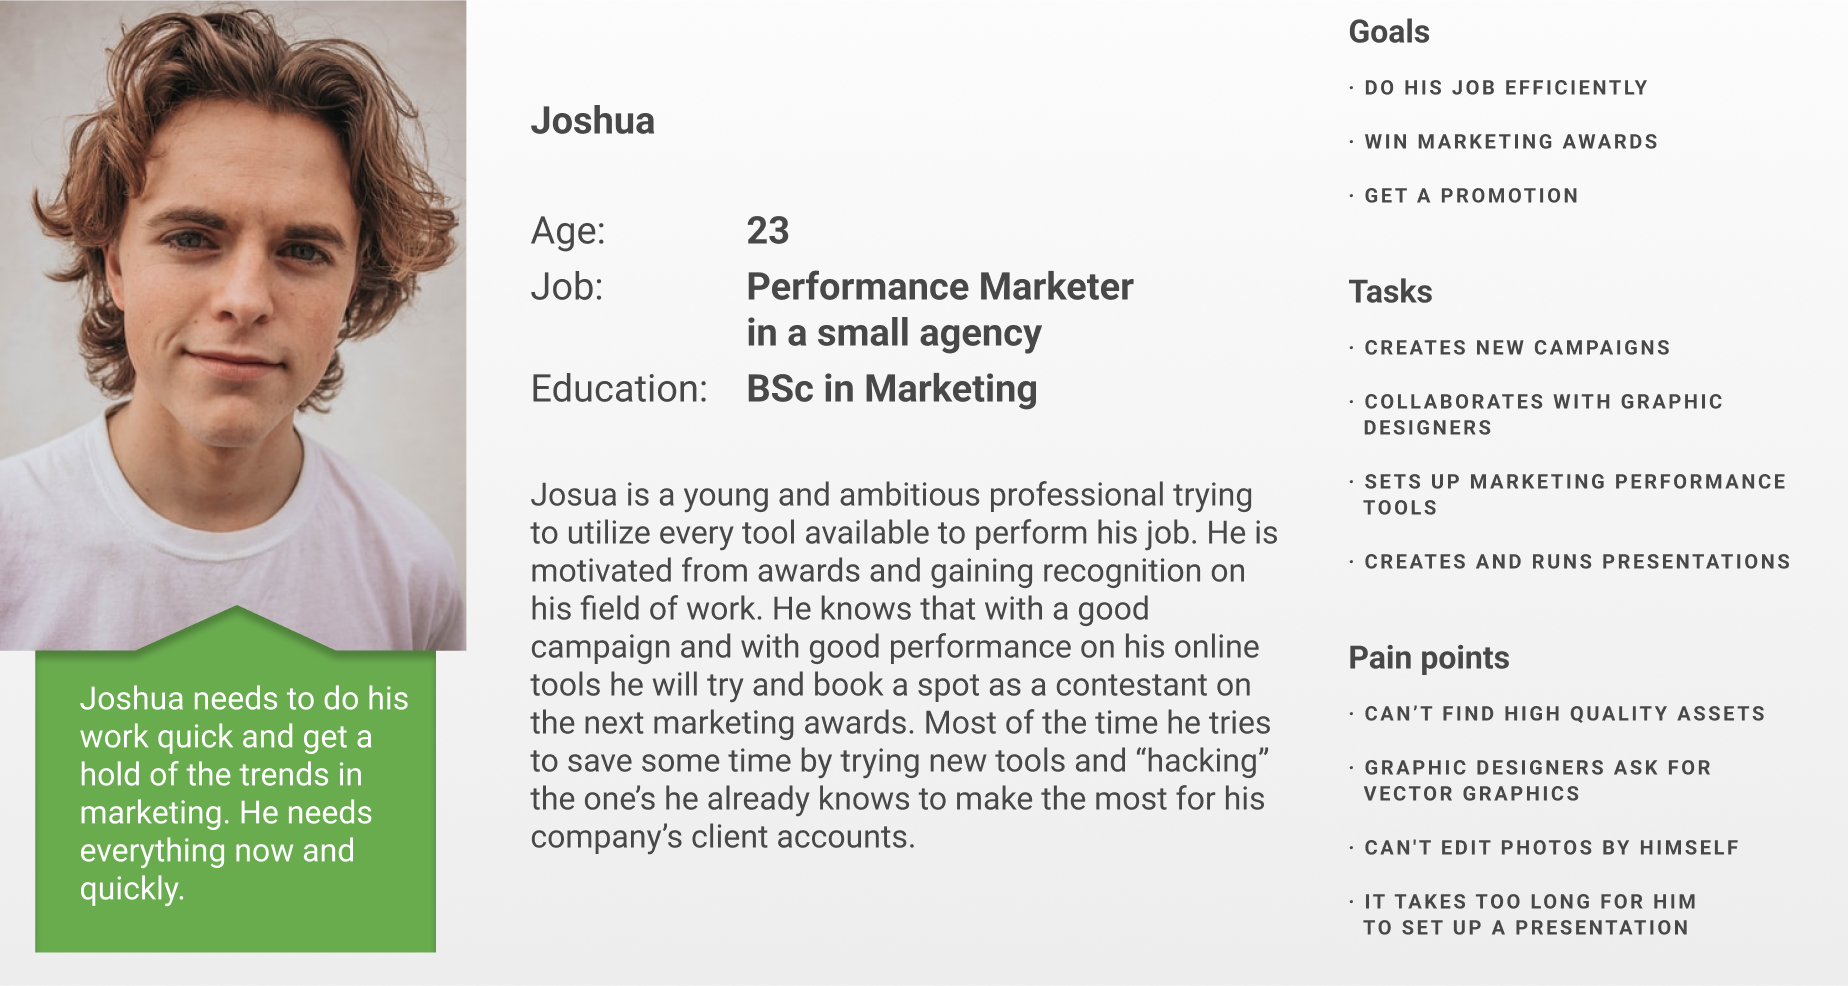 Joshua
Age: 23
Job: Performance Marketer
in a small agency
Education: BSc in Marketing
Josua is a young and ambitious professional trying
to utilize every tool available to perform his job. He is
motivated from awards and gaining recognition on
his field of work. He knows that with a good
campaign and with good performance on his online
tools he will try and book a spot as a contestant on
the next marketing awards. Most of the time he tries
to save some time by trying new tools and “hacking”
the one’s he already knows to make the most for his
company’s client accounts.
Joshua needs to do his
work quick and get a
hold of the trends in
marketing. He needs
everything now and
quickly.
Goals
· DO HIS JOB EFFICIENTLY
· WIN MARKETING AWARDS
· GET A PROMOTION
Tasks
· CREATES NEW CAMPAIGNS
· COLLABORATES WITH GRAPHIC
DESIGNERS
· SETS UP MARKETING PERFORMANCE
TOOLS
· CREATES AND RUNS PRESENTATIONS
Pain points
· CAN’T FIND HIGH QUALITY ASSETS
· GRAPHIC DESIGNERS ASK FOR
VECTOR GRAPHICS
· CAN'T EDIT PHOTOS BY HIMSELF
· IT TAKES TOO LONG FOR HIM
TO SET UP A PRESENTATION